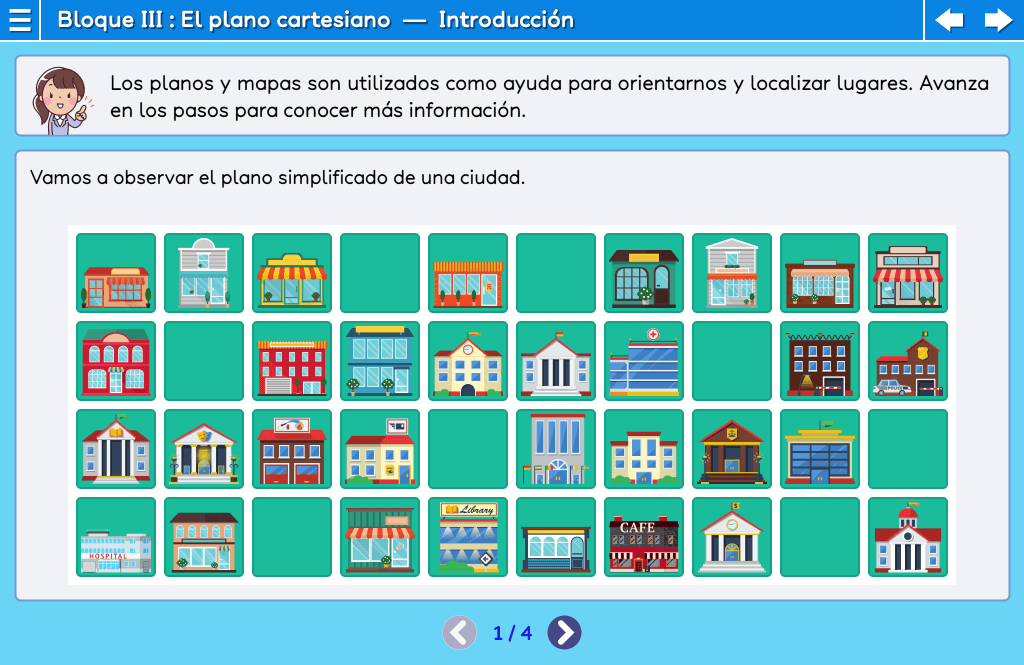 Bloque III : El plano cartesiano — Introducción
Los planos y mapas son utilizados como ayuda para orientarnos y localizar lugares. Avanza
en los pasos para conocer más información.
Vamos a observar el plano simplificado de una ciudad.
POLICE
HOSPITAL
Library
CAFE
$
1 / 4